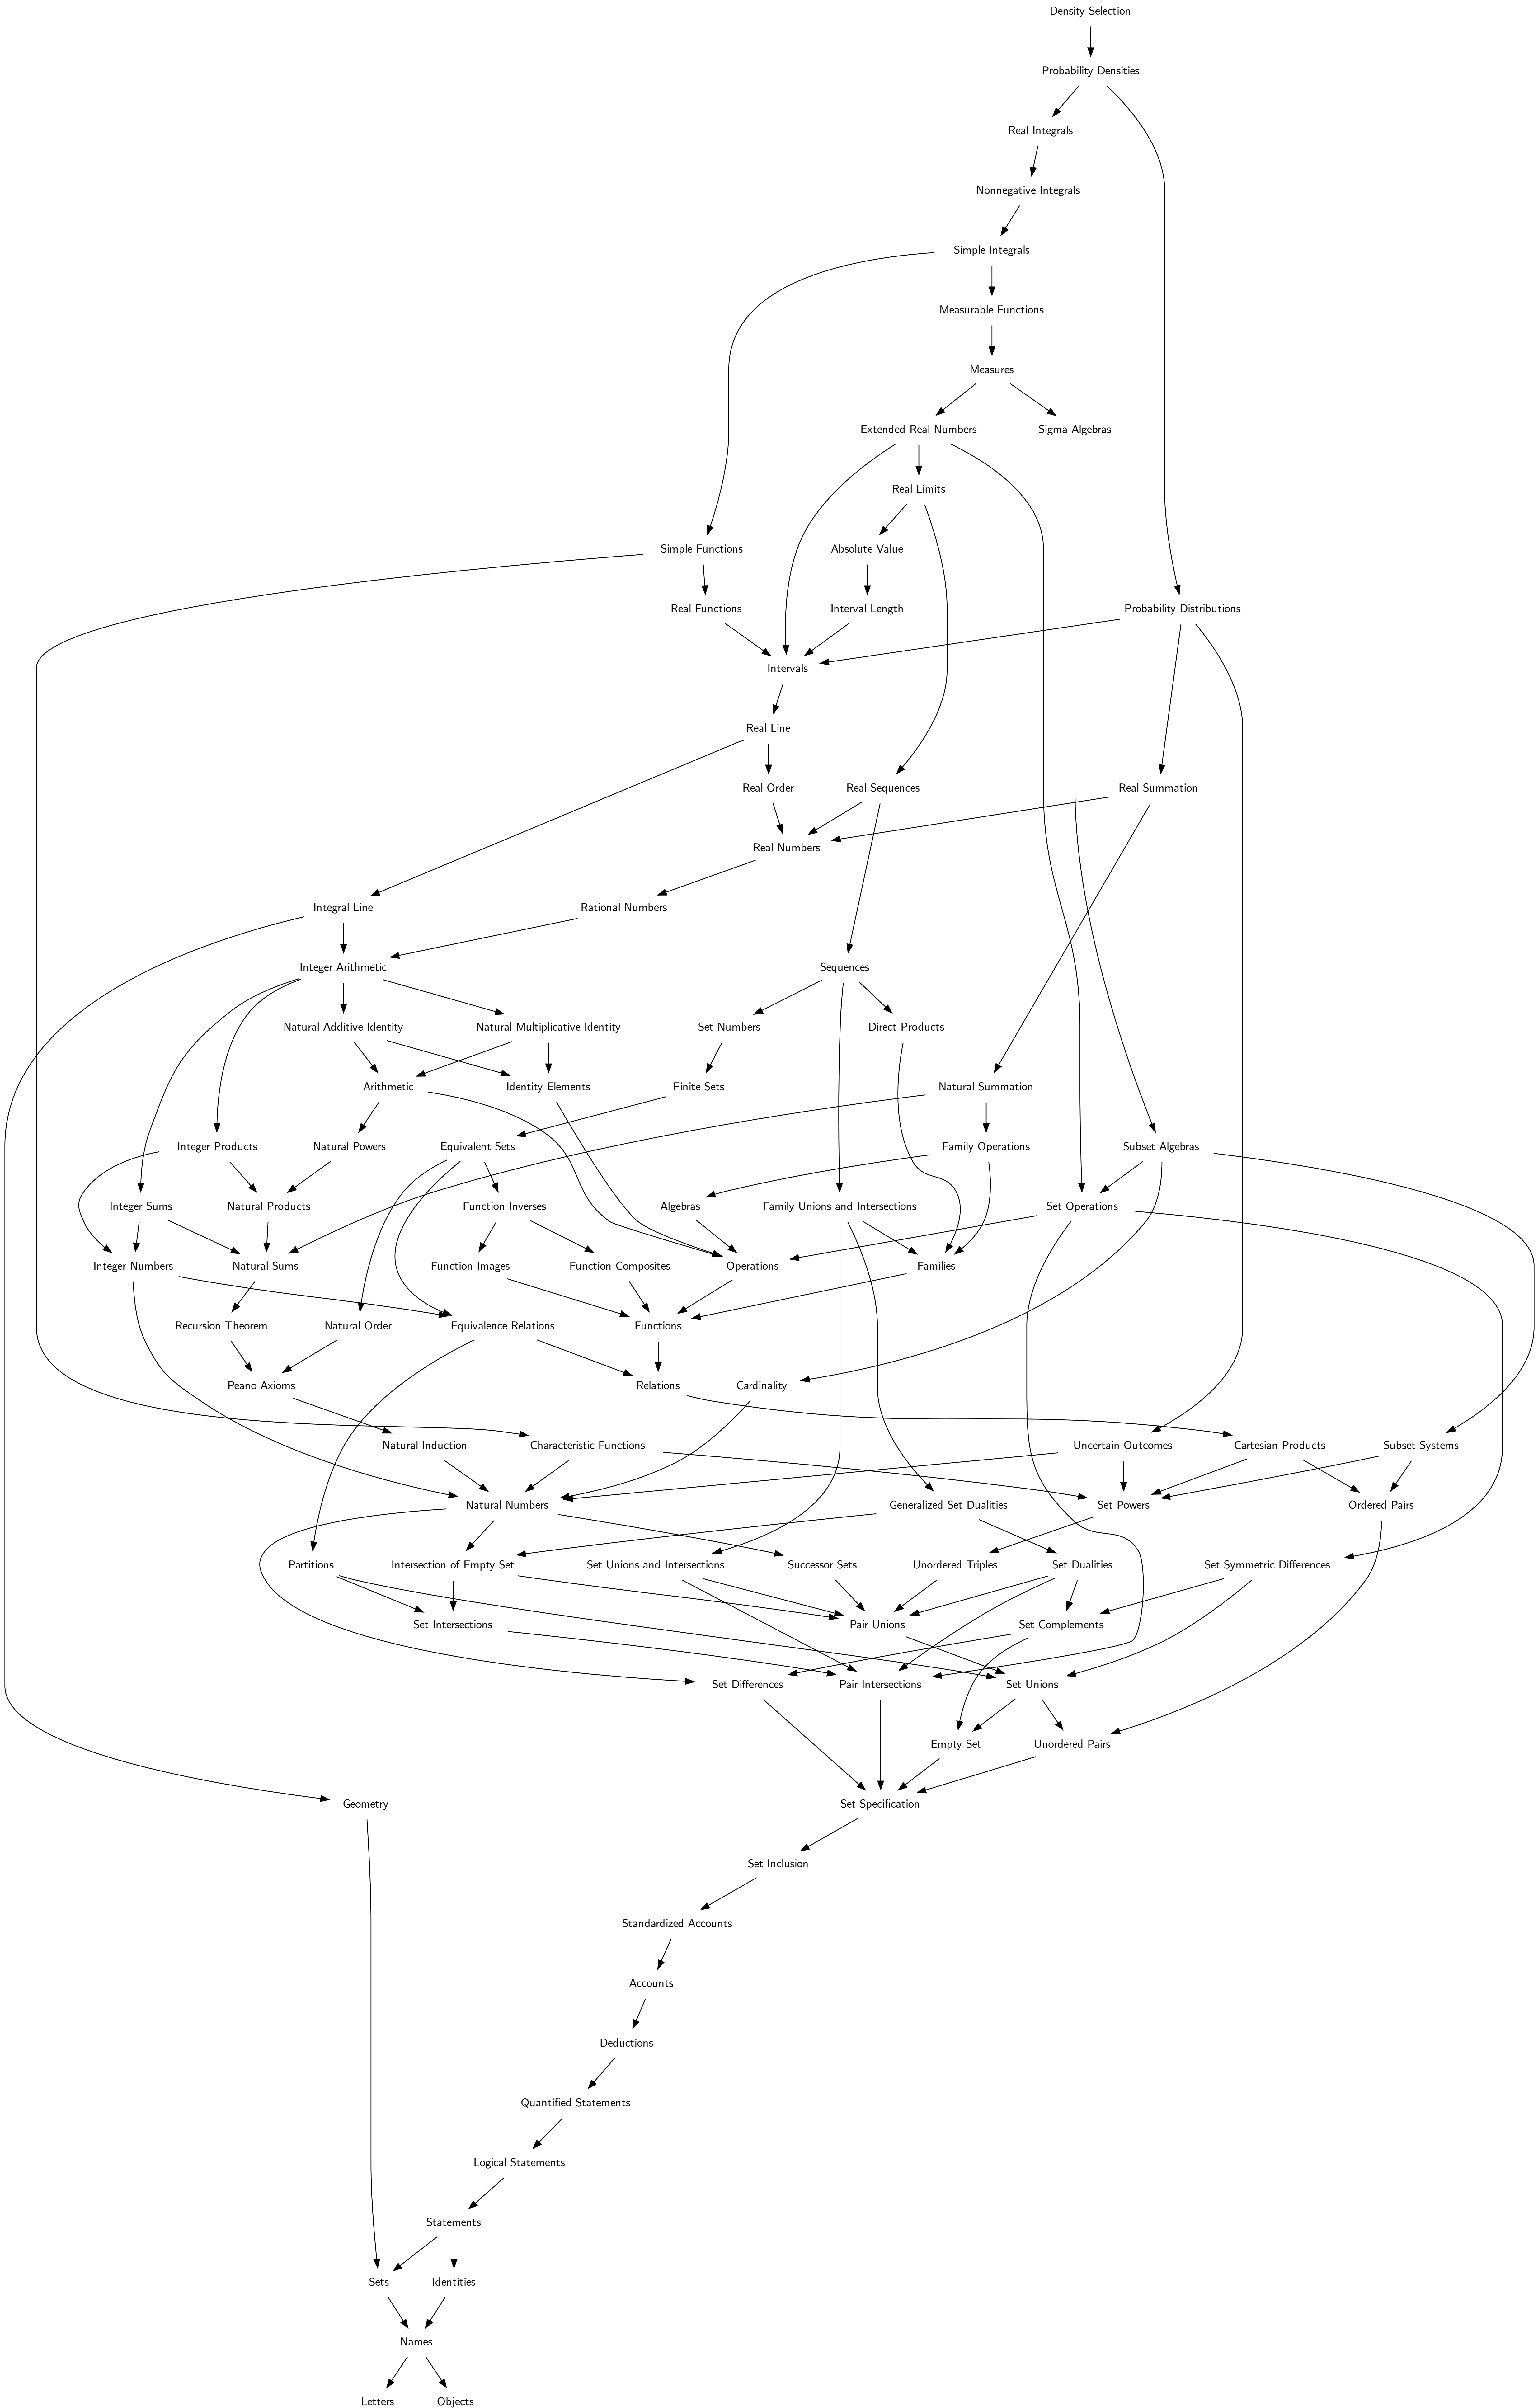 Density Selection
Probability Densities
Real Integrals
Nonnegative Integrals
Simple Integrals
Measurable Functions
Measures
Extended Real Numbers
Sigma Algebras
Real Limits
Simple Functions
Absolute Value
Real Functions
Interval Length
Probability Distributions
Intervals
Real Line
Real Order
Real Sequences
Real Summation
Real Numbers
Integral Line
Rational Numbers
Integer Arithmetic
Sequences
Natural Additive Identity
Natural Multiplicative Identity
Set Numbers
Direct Products
Arithmetic
Identity Elements
Finite Sets
Natural Summation
Integer Products
Natural Powers
Equivalent Sets
Family Operations
Subset Algebras
Integer Sums
Natural Products
Function Inverses
Algebras
Family Unions and Intersections
Set Operations
Integer Numbers
Natural Sums
Function Images
Function Composites
Operations
Families
Recursion Theorem
Natural Order
Equivalence Relations
Functions
Peano Axioms
Relations
Cardinality
Natural Induction
Characteristic Functions
Uncertain Outcomes
Cartesian Products
Subset Systems
Natural Numbers
Generalized Set Dualities
Set Powers
Ordered Pairs
Partitions
Intersection of Empty Set
Set Unions and Intersections
Successor Sets
Unordered Triples
Set Dualities
Set Symmetric Differences
Set Intersections
Pair Unions
Set Complements
Set Differences
Pair Intersections
Set Unions
Empty Set
Unordered Pairs
Geometry
Set Specification
Set Inclusion
Standardized Accounts
Accounts
Deductions
Quantified Statements
Logical Statements
Statements
Sets
Identities
Names
Letters
Objects